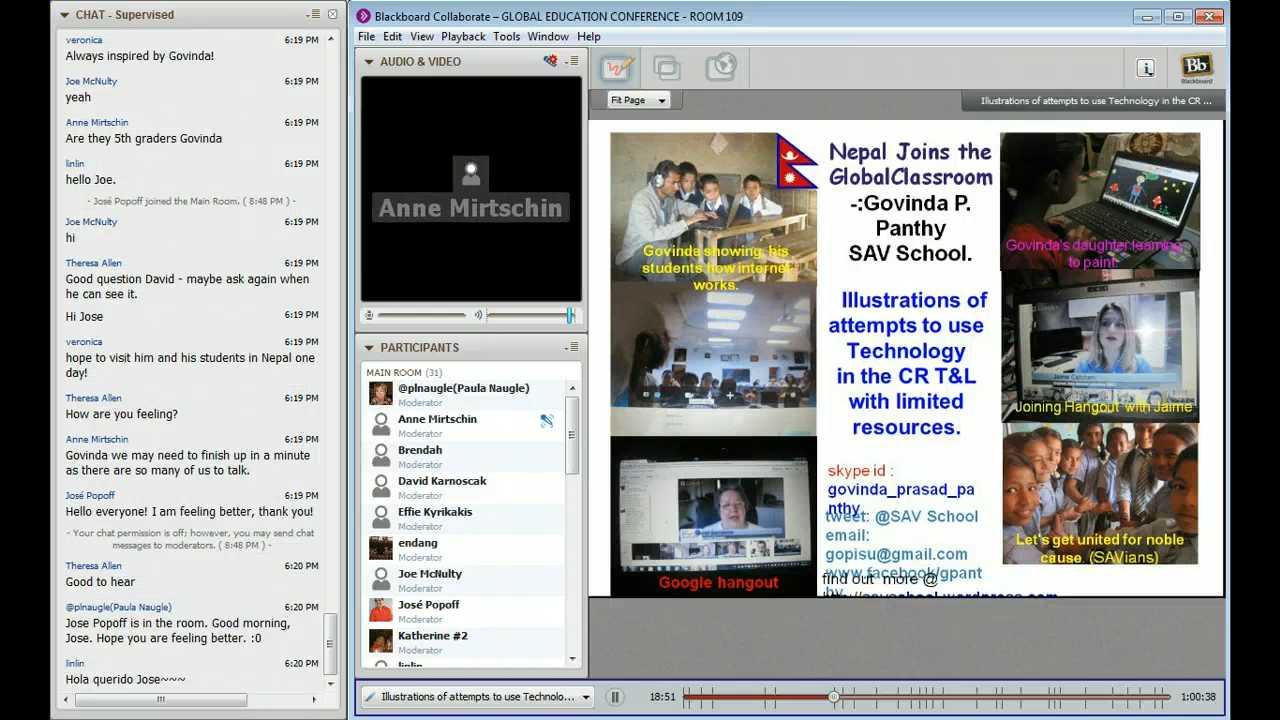 CHAT - Supervised
veronica 6:19 PM
Always inspired by Govinda!
Joe McNulty 6:19 PM
yeah
Anne Mirtschin 6:19 PM
Are they 5th graders Govinda
linlin 6:19 PM
hello Joe.
- José Popoff joined the Main Room. ( 8:48 PM ) -
Joe McNulty 6:19 PM
hi
Theresa Allen 6:19 PM
Good question David - maybe ask again when
he can see it.
Hi Jose 6:19 PM
veronica 6:19 PM
hope to visit him and his students in Nepal one
day!
Theresa Allen 6:19 PM
How are you feeling?
Anne Mirtschin 6:19 PM
Govinda we may need to finish up in a minute
as there are so many of us to talk.
José Popoff 6:19 PM
Hello everyone! I am feeling better, thank you!
- Your chat permission is off; however, you may send chat
messages to moderators. ( 8:48 PM ) -
Theresa Allen 6:20 PM
Good to hear
@plnaugle(Paula Naugle) 6:20 PM
Jose Popoff is in the room. Good morning,
Jose. Hope you are feeling better. :0
linlin 6:20 PM
Hola querido Jose~~~
Blackboard Collaborate – GLOBAL EDUCATION CONFERENCE - ROOM 109
File Edit View Playback Tools Window Help
AUDIO & VIDEO
Anne Mirtschin
PARTICIPANTS
MAIN ROOM (31)
@plnaugle(Paula Naugle)
Moderator
Anne Mirtschin
Moderator
Brendah
Moderator
David Karnoscak
Moderator
Effie Kyrikakis
Moderator
endang
Moderator
Joe McNulty
Moderator
José Popoff
Moderator
Katherine #2
Moderator
linlin
Illustrations of attempts to use Technolo...
18:51
1:00:38
Bb
Blackboard
Fit Page
Illustrations of attempts to use Technology in the CR ...
Govinda showing, his
students how internet
works.
Google hangout
Nepal Joins the
GlobalClassroom
-:Govinda P.
Panthy
SAV School.
Illustrations of
attempts to use
Technology
in the CR T&L
with limited
resources.
skype id :
govinda_prasad_pa
nthy
tweet: @SAV School
email:
gopisu@gmail.com
www.facebook/gpant
hy
find out more @
http://savschool.wordpress.com
Govinda's daughter learning
to paint.
Joining Hangout with Jaime
Let's get united for noble
cause. (SAVians)